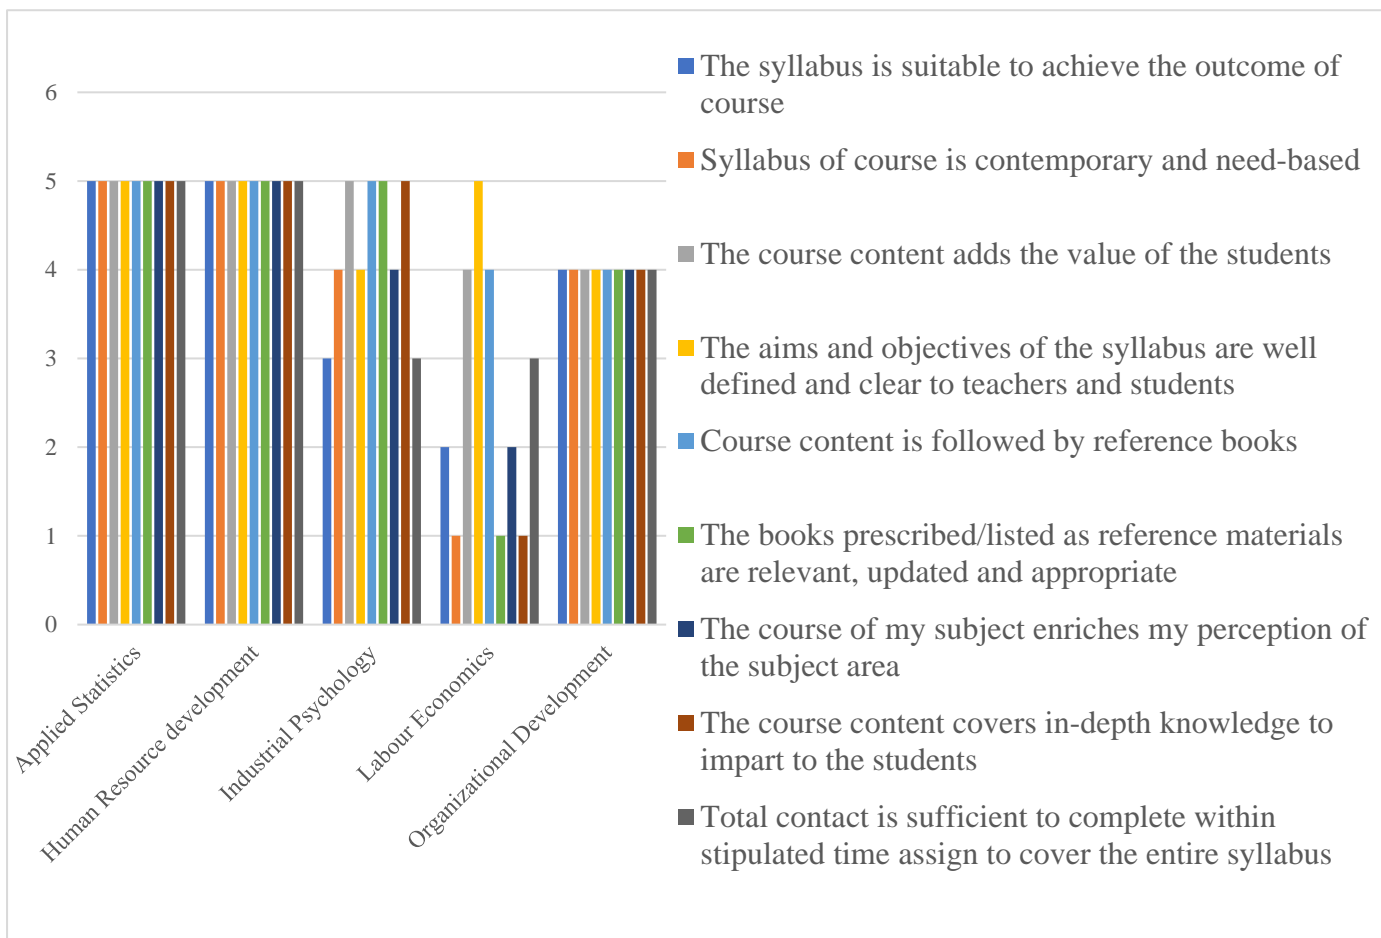 6
5
4
3
2
1
0
Applied Statistics
Human Resource development
Industrial Psychology
Labour Economics
Organizational Development
The syllabus is suitable to achieve the outcome of
course
Syllabus of course is contemporary and need-based
The course content adds the value of the students
The aims and objectives of the syllabus are well
defined and clear to teachers and students
Course content is followed by reference books
The books prescribed/listed as reference materials
are relevant, updated and appropriate
The course of my subject enriches my perception of
the subject area
The course content covers in-depth knowledge to
impart to the students
Total contact is sufficient to complete within
stipulated time assign to cover the entire syllabus